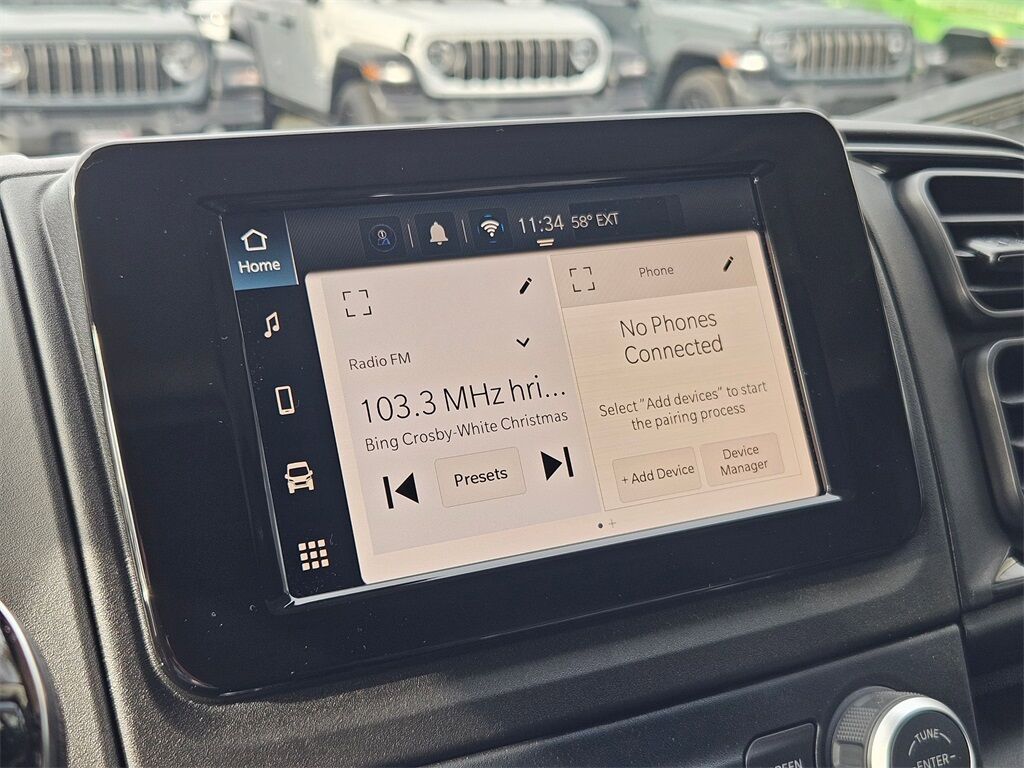 11:34 58° EXT
Home
Radio FM
103.3 MHz hri...
Bing Crosby-White Christmas
Presets
Phone
No Phones
Connected
Select "Add devices" to start
the pairing process
+ Add Device
Device
Manager
TUNE
ENTER